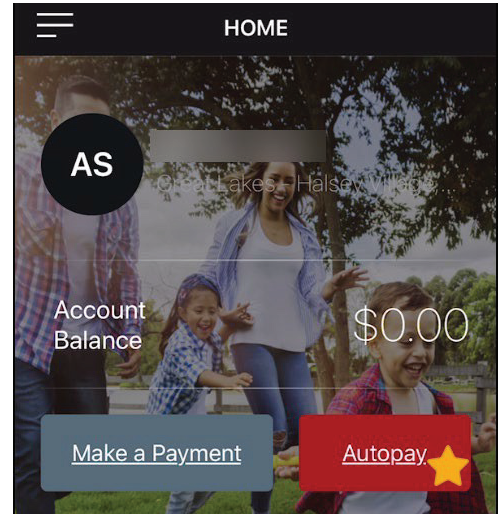 HOME
AS
Great Lakes - Halsey Village...
Account
Balance
$0.00
Make a Payment
Autopay